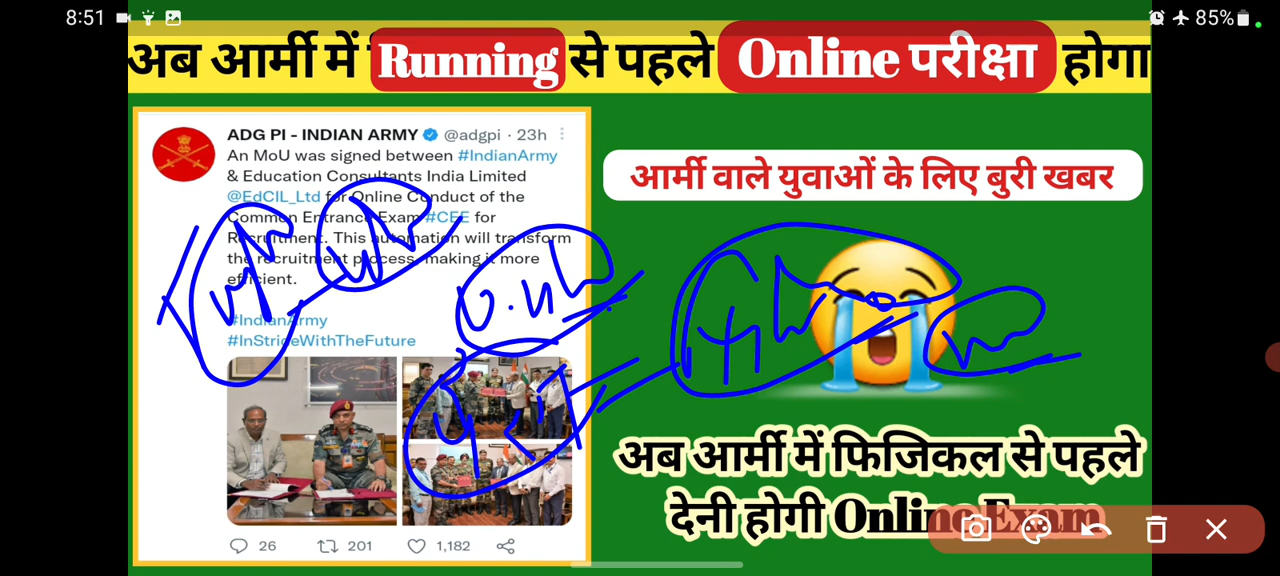 8:51
85%
अब आर्मी में Running से पहले Online परीक्षा होगा
ADG PI - INDIAN ARMY @adgpi · 23h
An MoU was signed between #IndianArmy
& Education Consultants India Limited
@EdCIL_Ltd for Online Conduct of the
Common Entrance Exam #CEE for
Recruitment. This automation will transform
the recruitment process, making it more
efficient.
#IndianArmy
#InStrideWithTheFuture
26 201 1,182
आर्मी वाले युवाओं के लिए बुरी खबर
अब आर्मी में फिजिकल से पहले
देनी होगी Online Exam